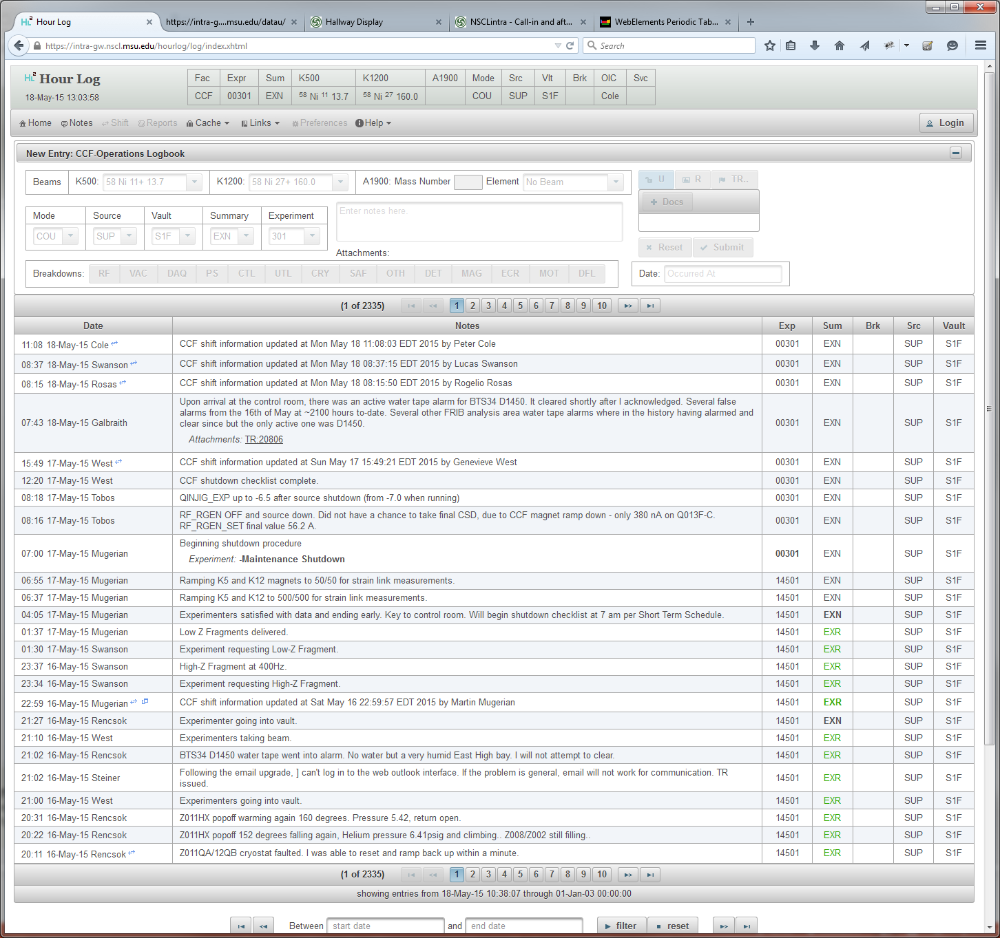 HL² Hour Log
https://intra-g....msu.edu/datau/
Hallway Display
NSCLintra - Call-in and aft...
WebElements Periodic Tab...
https://intra-gw.nscl.msu.edu/hourlog/log/index.xhtml
Search
HL² Hour Log
18-May-15 13:03:58
Fac Expr Sum K500 K1200 A1900 Mode Src Vlt Brk OIC Svc
CCF 00301 EXN 58 Ni 11 13.7 58 Ni 27 160.0 COU SUP S1F Cole
Home Notes Shift Reports Cache Links Preferences Help Login
New Entry: CCF-Operations Logbook
Beams K500: 58 Ni 11+ 13.7 K1200: 58 Ni 27+ 160.0 A1900: Mass Number Element No Beam U R TR..
Docs
Mode Source Vault Summary Experiment Enter notes here.
COU SUP S1F EXN 301
Attachments: Reset Submit
Breakdowns: RF VAC DAQ PS CTL UTL CRY SAF OTH DET MAG ECR MOT DFL Date: Occurred At
(1 of 2335) 1 2 3 4 5 6 7 8 9 10
Date Notes Exp Sum Brk Src Vault
11:08 18-May-15 Cole CCF shift information updated at Mon May 18 11:08:03 EDT 2015 by Peter Cole 00301 EXN SUP S1F
08:37 18-May-15 Swanson CCF shift information updated at Mon May 18 08:37:15 EDT 2015 by Lucas Swanson 00301 EXN SUP S1F
08:15 18-May-15 Rosas CCF shift information updated at Mon May 18 08:15:50 EDT 2015 by Rogelio Rosas 00301 EXN SUP S1F
Upon arrival at the control room, there was an active water tape alarm for BTS34 D1450. It cleared shortly after I acknowledged. Several false
alarms from the 16th of May at ~2100 hours to-date. Several other FRIB analysis area water tape alarms where in the history having alarmed and
07:43 18-May-15 Galbraith clear since but the only active one was D1450. 00301 EXN SUP S1F
Attachments: TR:20806
15:49 17-May-15 West CCF shift information updated at Sun May 17 15:49:21 EDT 2015 by Genevieve West 00301 EXN SUP S1F
12:20 17-May-15 West CCF shutdown checklist complete. 00301 EXN SUP S1F
08:18 17-May-15 Tobos QINJIG_EXP up to -6.5 after source shutdown (from -7.0 when running) 00301 EXN SUP S1F
08:16 17-May-15 Tobos RF_RGEN OFF and source down. Did not have a chance to take final CSD, due to CCF magnet ramp down - only 380 nA on Q013F-C. 00301 EXN SUP S1F
RF_RGEN_SET final value 56.2 A.
07:00 17-May-15 Mugerian Beginning shutdown procedure 00301 EXN SUP S1F
Experiment: -Maintenance Shutdown
06:55 17-May-15 Mugerian Ramping K5 and K12 magnets to 50/50 for strain link measurements. 14501 EXN SUP S1F
06:37 17-May-15 Mugerian Ramping K5 and K12 to 500/500 for strain link measurements. 14501 EXN SUP S1F
04:05 17-May-15 Mugerian Experimenters satisfied with data and ending early. Key to control room. Will begin shutdown checklist at 7 am per Short Term Schedule. 14501 EXN SUP S1F
01:37 17-May-15 Mugerian Low Z Fragments delivered. 14501 EXR SUP S1F
01:30 17-May-15 Swanson Experiment requesting Low-Z Fragment. 14501 EXR SUP S1F
23:37 16-May-15 Swanson High-Z Fragment at 400Hz. 14501 EXR SUP S1F
23:34 16-May-15 Swanson Experiment requesting High-Z Fragment. 14501 EXR SUP S1F
22:59 16-May-15 Mugerian CCF shift information updated at Sat May 16 22:59:57 EDT 2015 by Martin Mugerian 14501 EXR SUP S1F
21:27 16-May-15 Rencsok Experimenter going into vault. 14501 EXN SUP S1F
21:10 16-May-15 West Experimenters taking beam. 14501 EXR SUP S1F
21:02 16-May-15 Rencsok BTS34 D1450 water tape went into alarm. No water but a very humid East High bay. I will not attempt to clear. 14501 EXR SUP S1F
21:02 16-May-15 Steiner Following the email upgrade, ] can't log in to the web outlook interface. If the problem is general, email will not work for communication. TR 14501 EXR SUP S1F
issued.
21:00 16-May-15 West Experimenters going into vault. 14501 EXR SUP S1F
20:31 16-May-15 Rencsok Z011HX popoff warming again 160 degrees. Pressure 5.42, return open. 14501 EXR SUP S1F
20:22 16-May-15 Rencsok Z011HX popoff 152 degrees falling again, Helium pressure 6.41psig and climbing.. Z008/Z002 still filling.. 14501 EXR SUP S1F
20:11 16-May-15 Rencsok Z011QA/12QB cryostat faulted. I was able to reset and ramp back up within a minute. 14501 EXR SUP S1F
(1 of 2335) 1 2 3 4 5 6 7 8 9 10
showing entries from 18-May-15 10:38:07 through 01-Jan-03 00:00:00
Between start date and end date filter reset